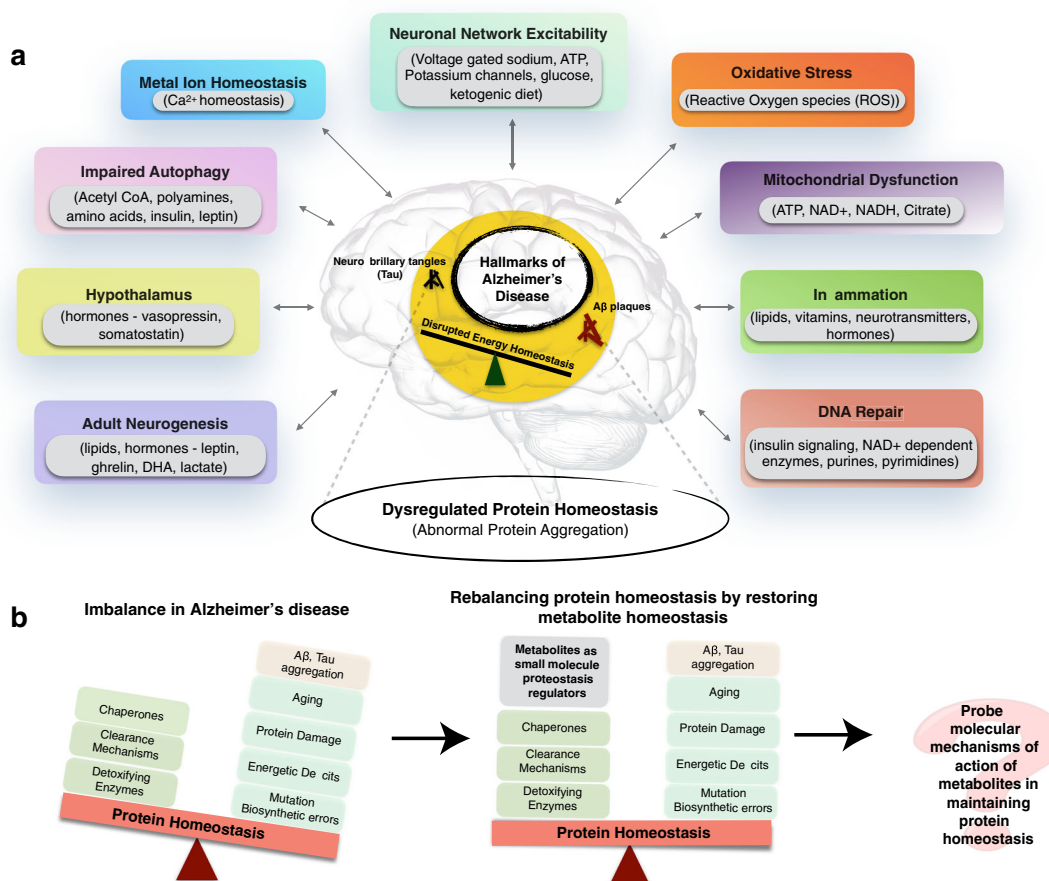 a
Neuronal Network Excitability
(Voltage gated sodium, ATP,
Potassium channels, glucose,
ketogenic diet)
Metal Ion Homeostasis
(Ca²⁺ homeostasis)
Oxidative Stress
(Reactive Oxygen species (ROS))
Impaired Autophagy
(Acetyl CoA, polyamines,
amino acids, insulin, leptin)
Mitochondrial Dysfunction
(ATP, NAD+, NADH, Citrate)
Hypothalamus
(hormones - vasopressin,
somatostatin)
In ammation
(lipids, vitamins, neurotransmitters,
hormones)
Adult Neurogenesis
(lipids, hormones - leptin,
ghrelin, DHA, lactate)
DNA Repair
(insulin signaling, NAD+ dependent
enzymes, purines, pyrimidines)
Neuro brillary tangles
(Tau)
Hallmarks of
Alzheimer's
Disease
Aβ plaques
Disrupted Energy Homeostasis
Dysregulated Protein Homeostasis
(Abnormal Protein Aggregation)
b
Imbalance in Alzheimer's disease
Chaperones
Clearance
Mechanisms
Detoxifying
Enzymes
Aβ, Tau
aggregation
Aging
Protein Damage
Energetic De cits
Mutation
Biosynthetic errors
Protein Homeostasis
Rebalancing protein homeostasis by restoring
metabolite homeostasis
Metabolites as
small molecule
proteostasis
regulators
Chaperones
Clearance
Mechanisms
Detoxifying
Enzymes
Aβ, Tau
aggregation
Aging
Protein Damage
Energetic De cits
Mutation
Biosynthetic errors
Protein Homeostasis
Probe
molecular
mechanisms of
action of
metabolites in
maintaining
protein
homeostasis
?